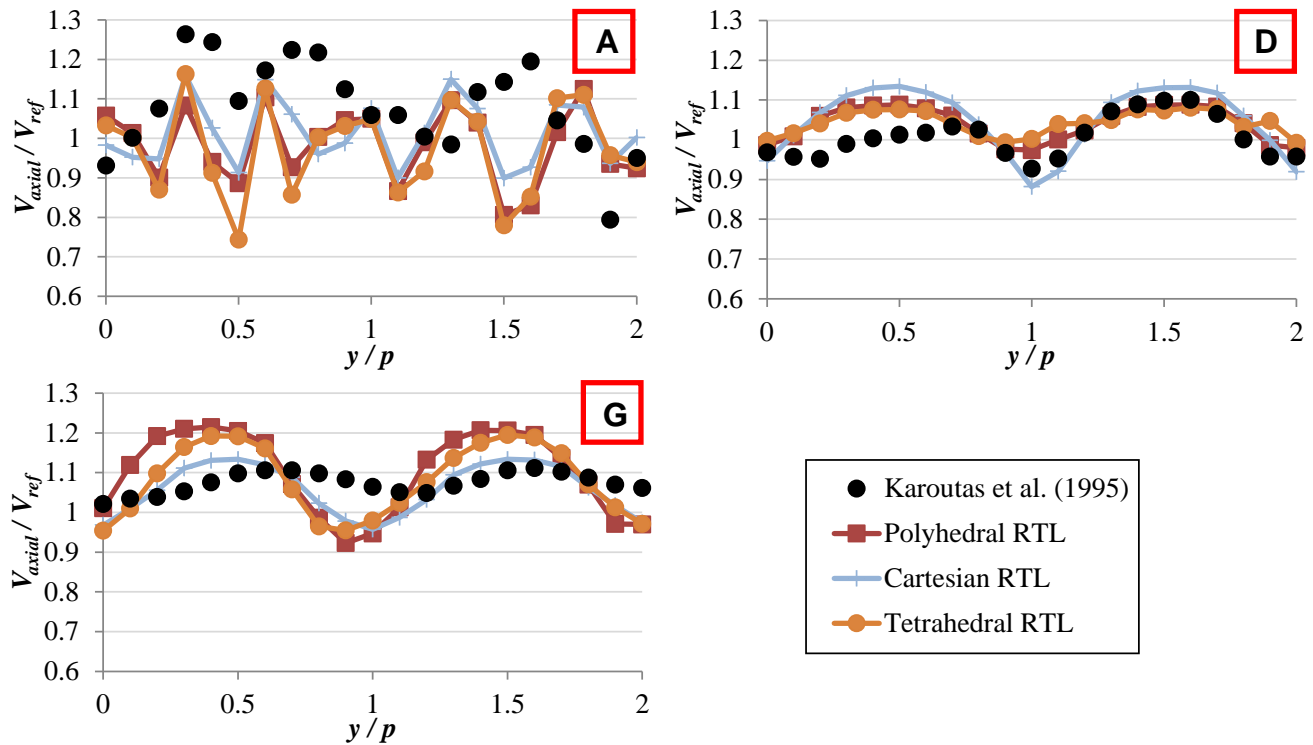 A
1.3
1.2
1.1
1
0.9
0.8
0.7
0.6
V_axial / V_ref
0 0.5 1 1.5 2
y / p
D
1.3
1.2
1.1
1
0.9
0.8
0.7
0.6
V_axial / V_ref
0 0.5 1 1.5 2
y / p
G
1.3
1.2
1.1
1
0.9
0.8
0.7
0.6
V_axial / V_ref
0 0.5 1 1.5 2
y / p
Karoutas et al. (1995)
Polyhedral RTL
Cartesian RTL
Tetrahedral RTL